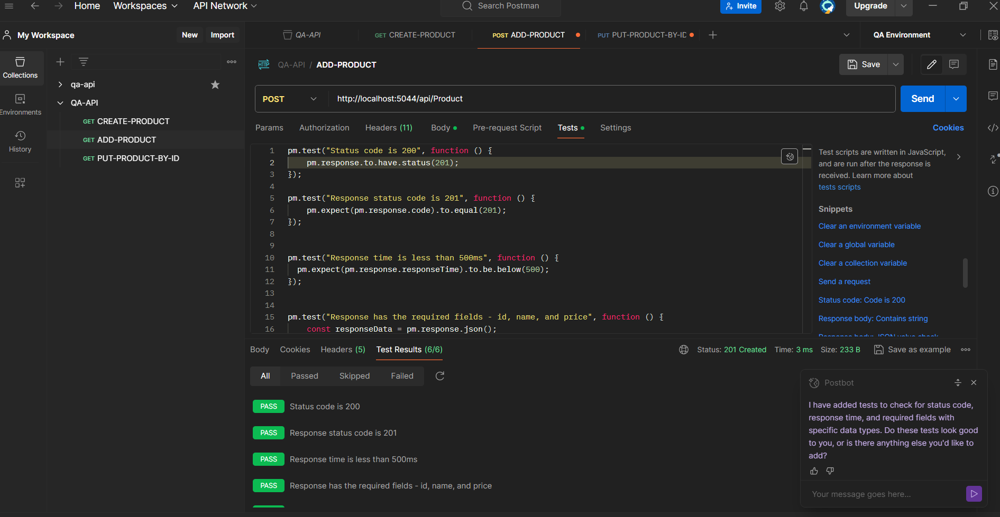 Home Workspaces API Network Search Postman Invite Upgrade
My Workspace New Import QA-API GET CREATE-PRODUCT POST ADD-PRODUCT PUT PUT-PRODUCT-BY-ID QA Environment
Collections
Environments
History
qa-api
QA-API
GET CREATE-PRODUCT
GET ADD-PRODUCT
GET PUT-PRODUCT-BY-ID
HTTP QA-API / ADD-PRODUCT Save
POST http://localhost:5044/api/Product Send
Params Authorization Headers (11) Body Pre-request Script Tests Settings Cookies
1 pm.test("Status code is 200", function () {
2 pm.response.to.have.status(201);
3 });
4
5 pm.test("Response status code is 201", function () {
6 pm.expect(pm.response.code).to.equal(201);
7 });
8
9
10 pm.test("Response time is less than 500ms", function () {
11 pm.expect(pm.response.responseTime).to.be.below(500);
12 });
13
14
15 pm.test("Response has the required fields - id, name, and price", function () {
16 const responseData = pm.response.json();
Test scripts are written in JavaScript,
and are run after the response is
received. Learn more about
tests scripts
Snippets
Clear an environment variable
Clear a global variable
Clear a collection variable
Send a request
Status code: Code is 200
Response body: Contains string
Response body: JSON value check
Body Cookies Headers (5) Test Results (6/6) Status: 201 Created Time: 3 ms Size: 233 B Save as example
All Passed Skipped Failed
PASS Status code is 200
PASS Response status code is 201
PASS Response time is less than 500ms
PASS Response has the required fields - id, name, and price
Postbot
I have added tests to check for status code,
response time, and required fields with
specific data types. Do these tests look good
to you, or is there anything else you'd like to
add?
Your message goes here...